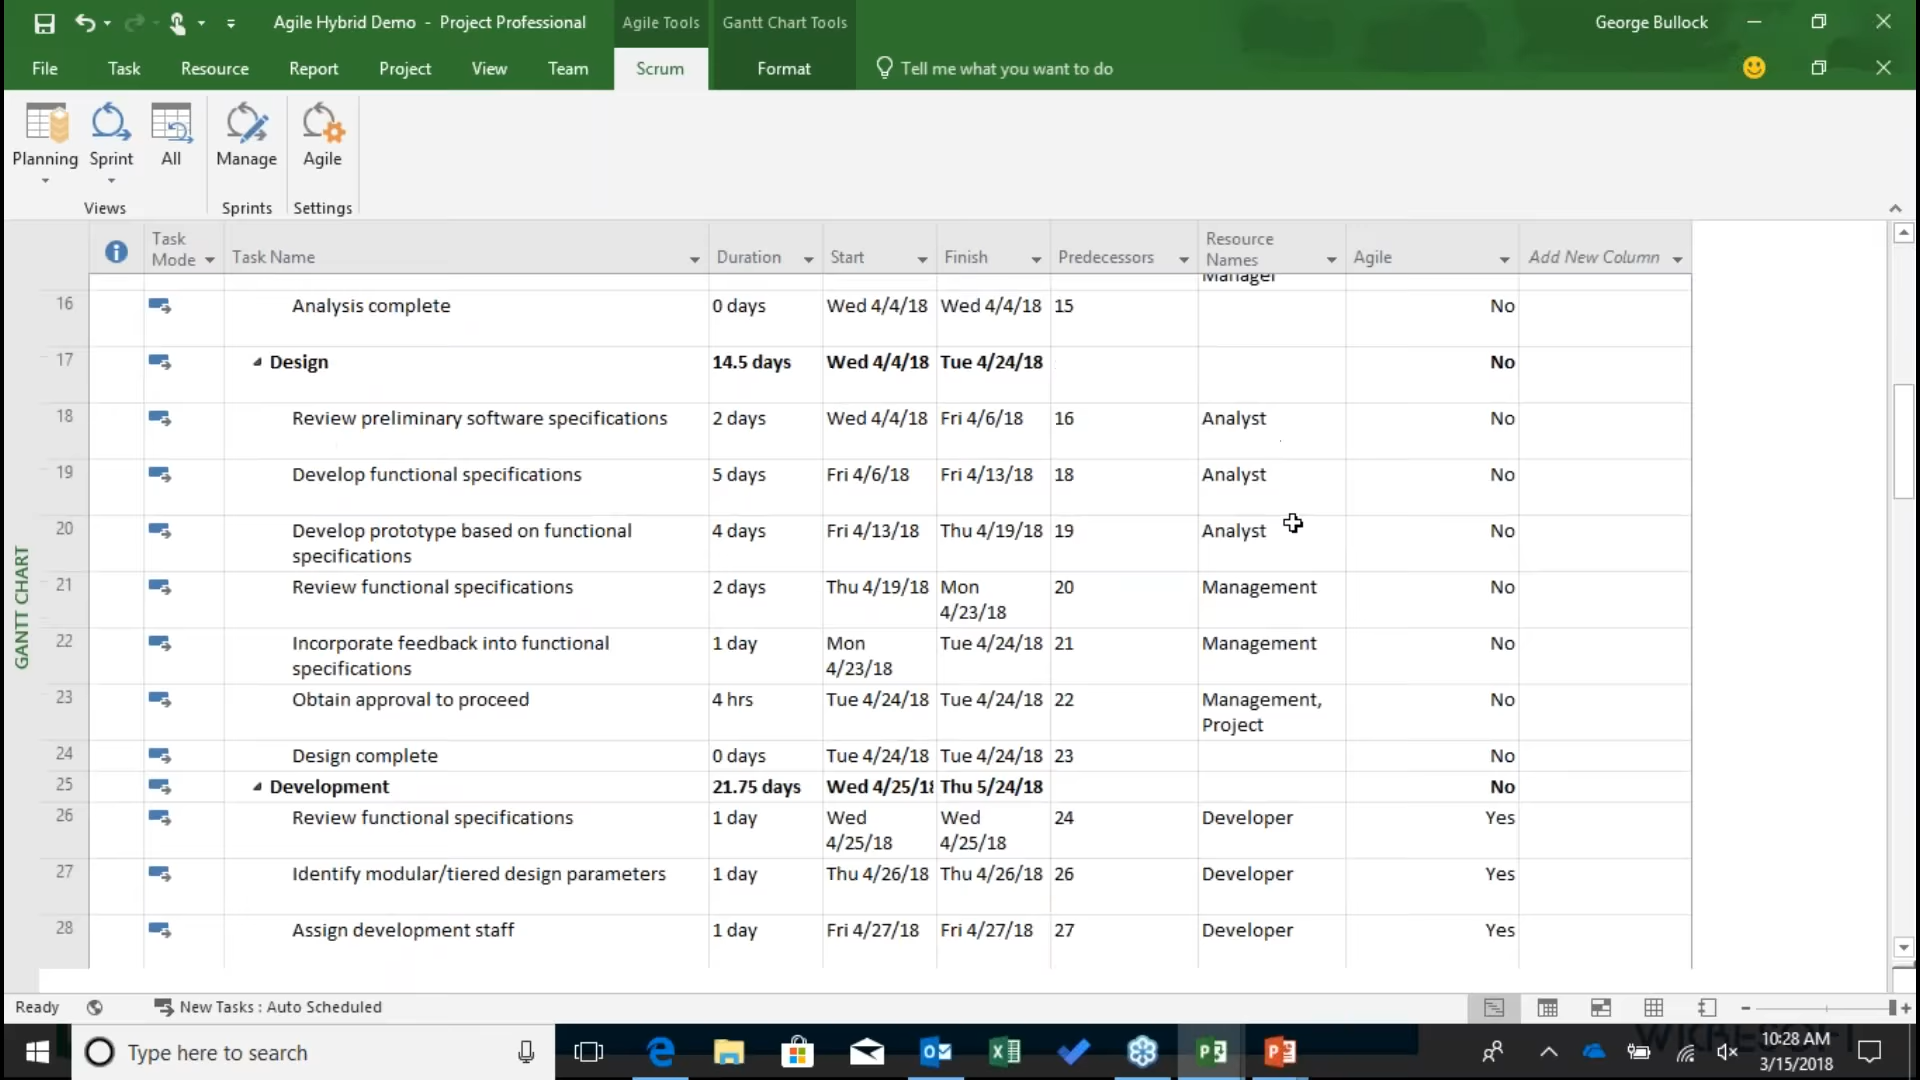 Agile Hybrid Demo - Project Professional
Agile Tools
Gantt Chart Tools
George Bullock
File Task Resource Report Project View Team Scrum Format Tell me what you want to do
Planning Sprint All Manage Agile
Views Sprints Settings
Task Mode Task Name Duration Start Finish Predecessors Resource Names Agile Add New Column
Manager
16 Analysis complete 0 days Wed 4/4/18 Wed 4/4/18 15 No
17 Design 14.5 days Wed 4/4/18 Tue 4/24/18 No
18 Review preliminary software specifications 2 days Wed 4/4/18 Fri 4/6/18 16 Analyst No
19 Develop functional specifications 5 days Fri 4/6/18 Fri 4/13/18 18 Analyst No
20 Develop prototype based on functional specifications 4 days Fri 4/13/18 Thu 4/19/18 19 Analyst No
21 Review functional specifications 2 days Thu 4/19/18 Mon 4/23/18 20 Management No
22 Incorporate feedback into functional specifications 1 day Mon 4/23/18 Tue 4/24/18 21 Management No
23 Obtain approval to proceed 4 hrs Tue 4/24/18 Tue 4/24/18 22 Management, Project No
24 Design complete 0 days Tue 4/24/18 Tue 4/24/18 23 No
25 Development 21.75 days Wed 4/25/18 Thu 5/24/18 No
26 Review functional specifications 1 day Wed 4/25/18 Wed 4/25/18 24 Developer Yes
27 Identify modular/tiered design parameters 1 day Thu 4/26/18 Thu 4/26/18 26 Developer Yes
28 Assign development staff 1 day Fri 4/27/18 Fri 4/27/18 27 Developer Yes
GANTT CHART
Ready New Tasks : Auto Scheduled
Type here to search
10:28 AM
3/15/2018